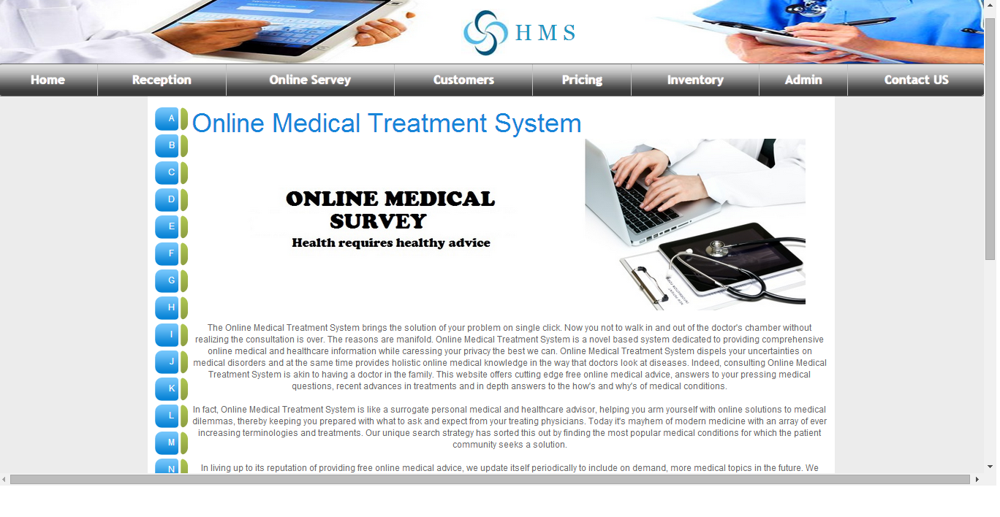 HMS
Home Reception Online Servey Customers Pricing Inventory Admin Contact US
A
B
C
D
E
F
G
H
I
J
K
L
M
N
Online Medical Treatment System
ONLINE MEDICAL
SURVEY
Health requires healthy advice
The Online Medical Treatment System brings the solution of your problem on single click. Now you not to walk in and out of the doctor's chamber without
realizing the consultation is over. The reasons are manifold. Online Medical Treatment System is a novel based system dedicated to providing comprehensive
online medical and healthcare information while caressing your privacy the best we can. Online Medical Treatment System dispels your uncertainties on
medical disorders and at the same time provides holistic online medical knowledge in the way that doctors look at diseases. Indeed, consulting Online Medical
Treatment System is akin to having a doctor in the family. This website offers cutting edge free online medical advice, answers to your pressing medical
questions, recent advances in treatments and in depth answers to the how's and why's of medical conditions.
In fact, Online Medical Treatment System is like a surrogate personal medical and healthcare advisor, helping you arm yourself with online solutions to medical
dilemmas, thereby keeping you prepared with what to ask and expect from your treating physicians. Today it's mayhem of modern medicine with an array of ever
increasing terminologies and treatments. Our unique search strategy has sorted this out by finding the most popular medical conditions for which the patient
community seeks a solution.
In living up to its reputation of providing free online medical advice, we update itself periodically to include on demand, more medical topics in the future. We